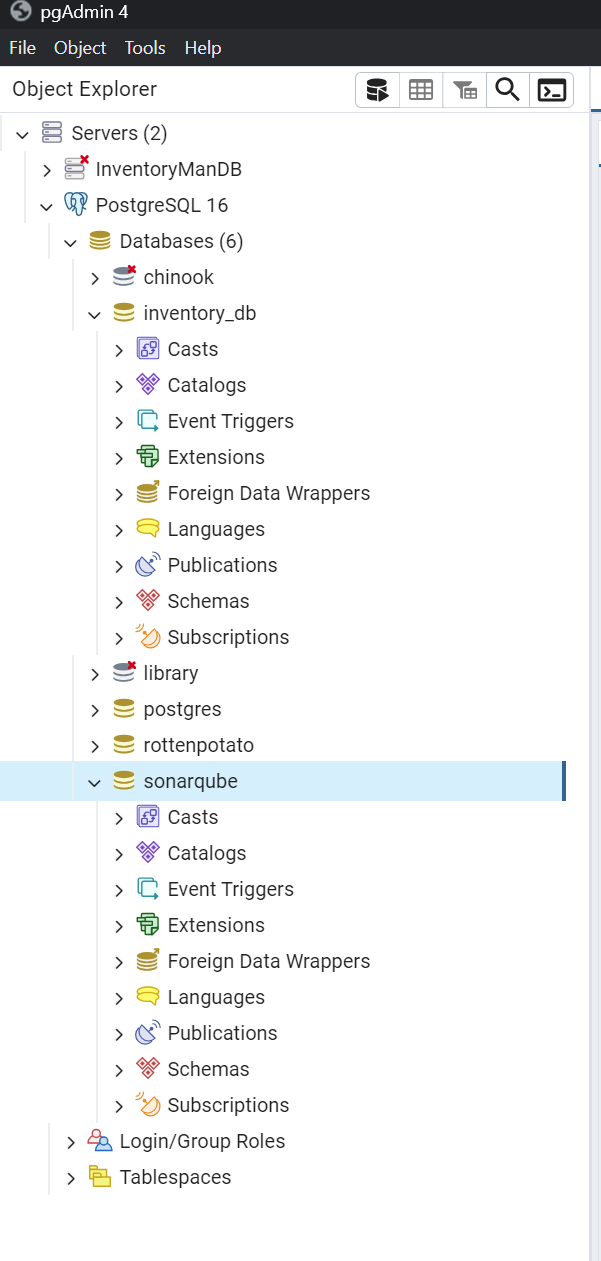 pgAdmin 4
File Object Tools Help
Object Explorer
Servers (2)
InventoryManDB
PostgreSQL 16
Databases (6)
chinook
inventory_db
Casts
Catalogs
Event Triggers
Extensions
Foreign Data Wrappers
Languages
Publications
Schemas
Subscriptions
library
postgres
rottenpotato
sonarqube
Casts
Catalogs
Event Triggers
Extensions
Foreign Data Wrappers
Languages
Publications
Schemas
Subscriptions
Login/Group Roles
Tablespaces